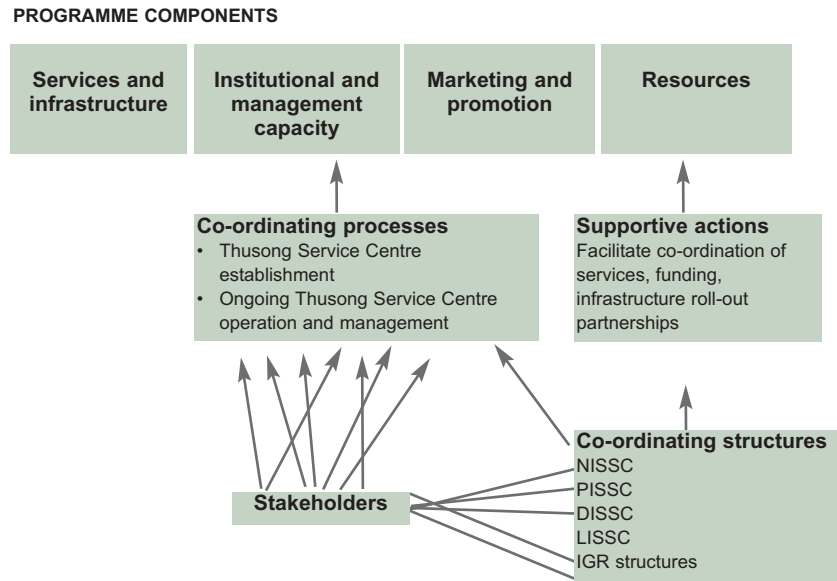 PROGRAMME COMPONENTS
Services and
infrastructure
Institutional and
management
capacity
Marketing and
promotion
Resources
Co-ordinating processes
• Thusong Service Centre
establishment
• Ongoing Thusong Service Centre
operation and management
Supportive actions
Facilitate co-ordination of
services, funding,
infrastructure roll-out
partnerships
Stakeholders
Co-ordinating structures
NISSC
PISSC
DISSC
LISSC
IGR structures